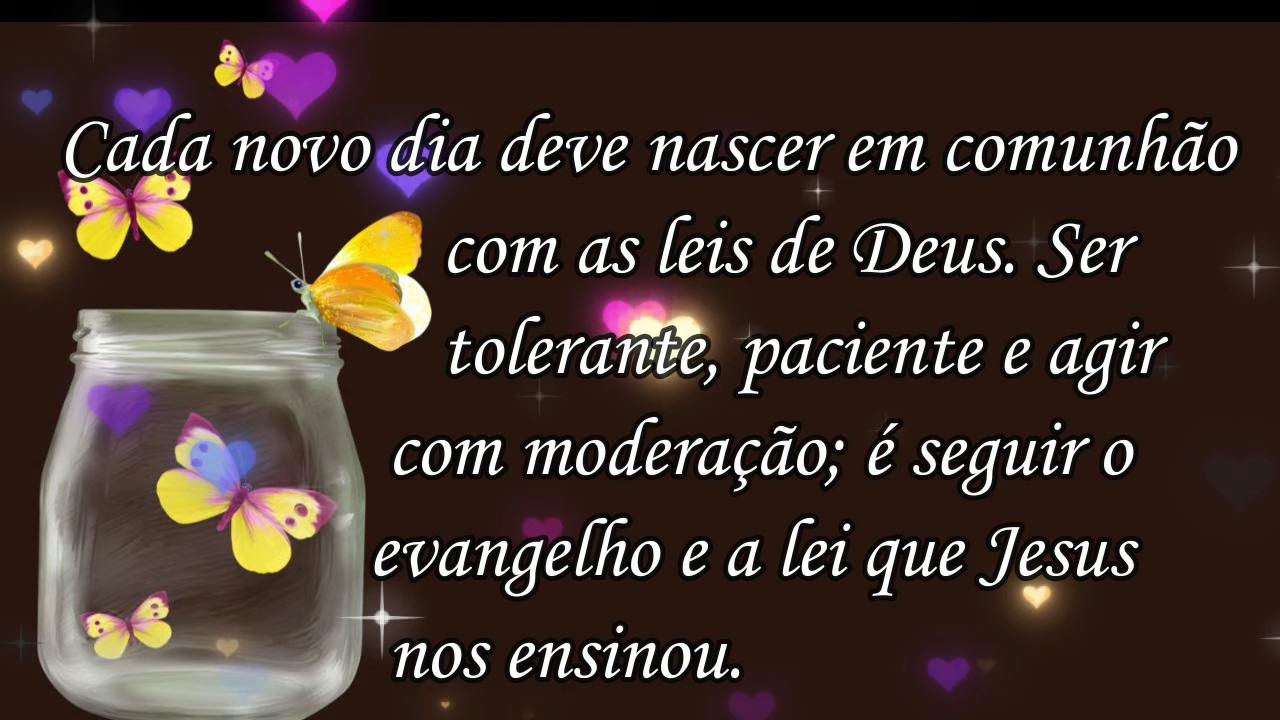 Cada novo dia deve nascer em comunhão
com as leis de Deus. Ser
tolerante, paciente e agir
com moderação; é seguir o
evangelho e a lei que Jesus
nos ensinou.